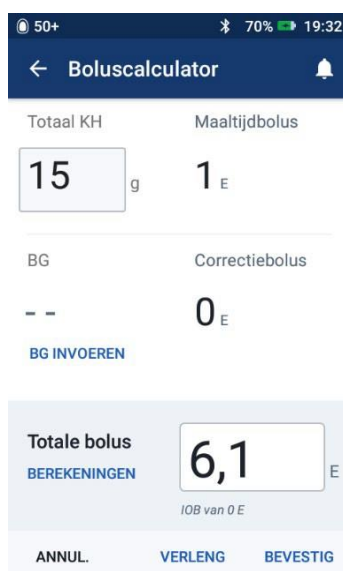 50+ 70% 19:32
← Boluscalculator
Totaal KH Maaltijdbolus
15 g 1 E
BG Correctiebolus
-- 0 E
BG INVOEREN
Totale bolus 6,1 E
BEREKENINGEN
IOB van 0 E
ANNUL. VERLENG BEVESTIG